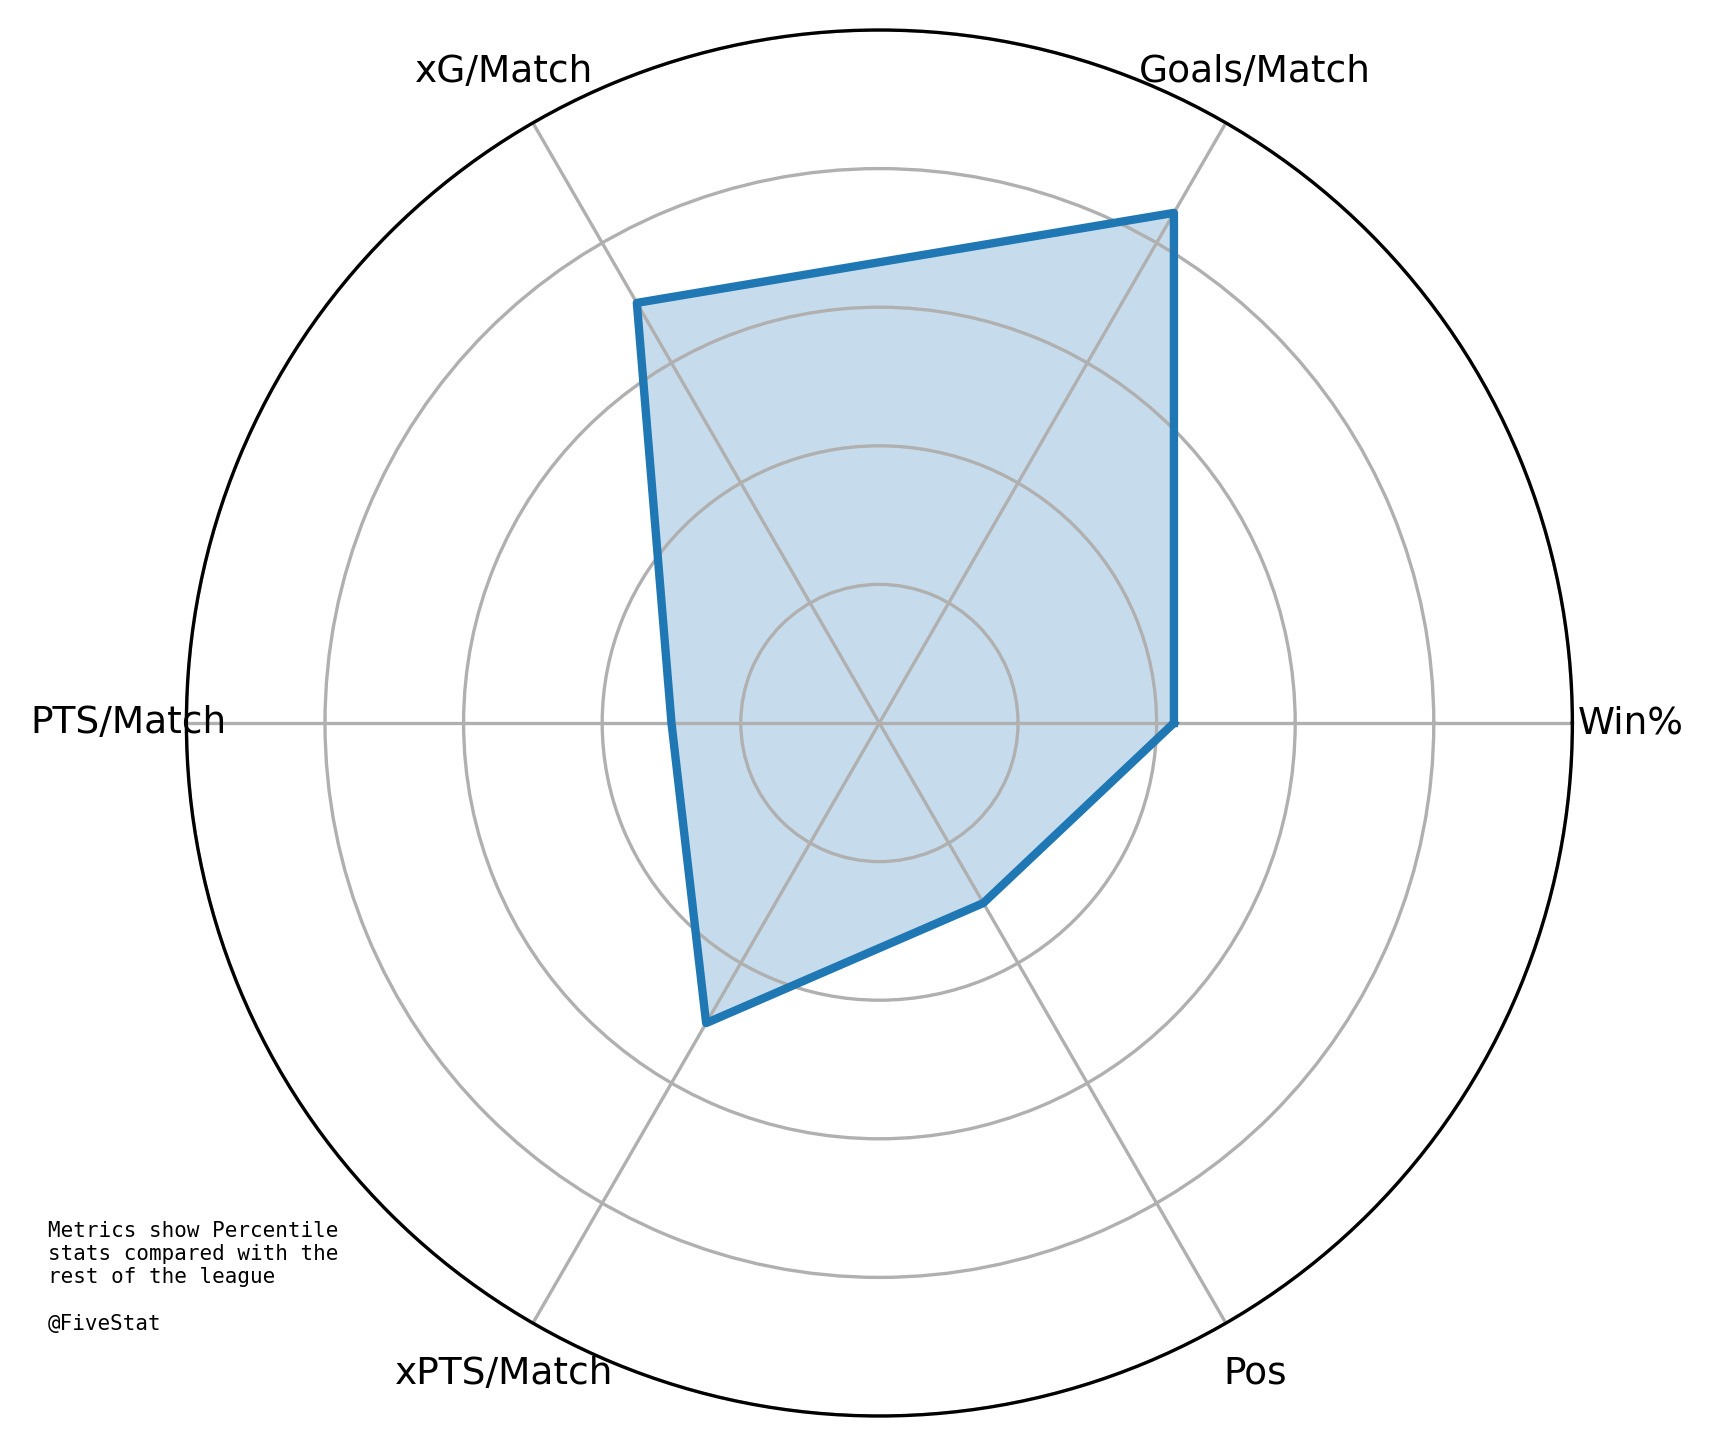 xG/Match
Goals/Match
PTS/Match
Win%
Metrics show Percentile
stats compared with the
rest of the league
@FiveStat
xPTS/Match
Pos